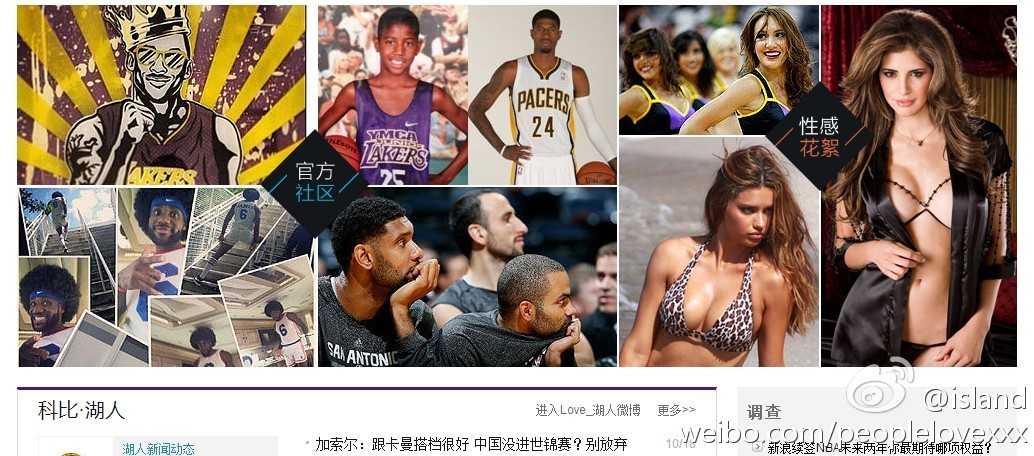 LAKERS
官方
社区
YMCA
LAKERS
25
PACERS
24
性感
花絮
6
6
SAN ANTONIO
科比·湖人
进入Love_湖人微博
更多>>
湖人新闻动态
加索尔：跟卡曼搭档很好 中国没进世锦赛？别放弃
10/18
调查
新浪续签NBA未来两年你最期待哪项权益？
@island
weibo.com/peoplelovexxx